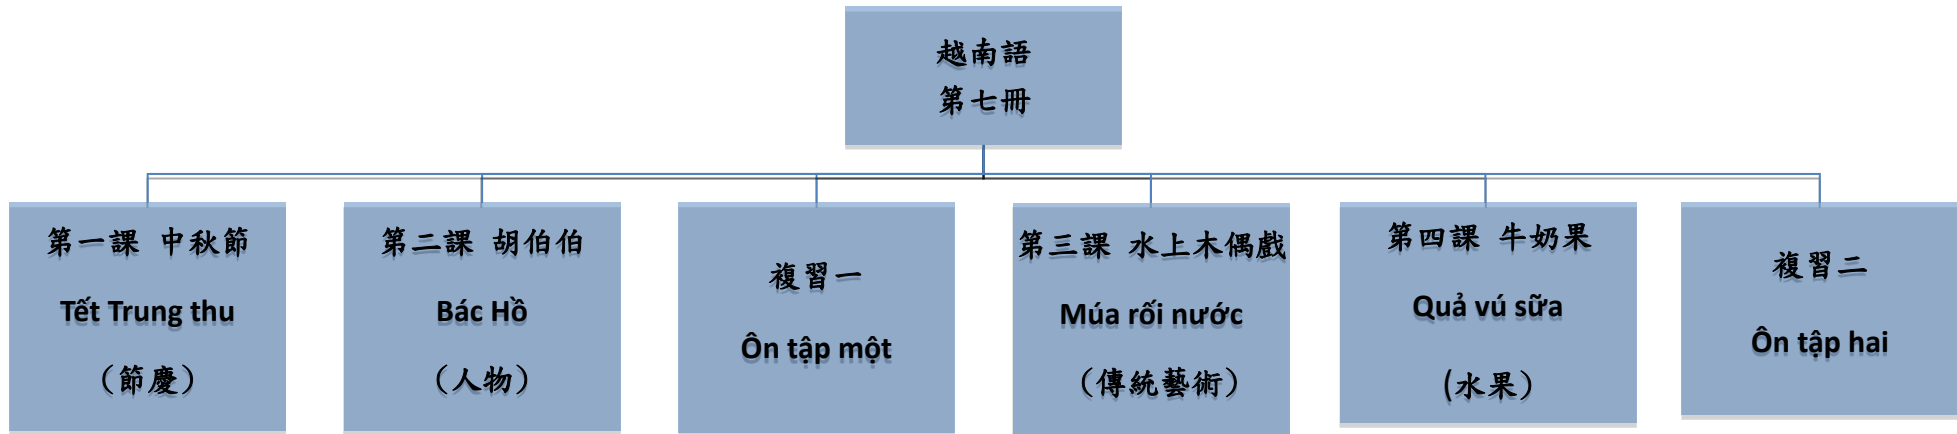 越南語
第七冊
第一課 中秋節
Tết Trung thu
（節慶）
第二課 胡伯伯
Bác Hồ
（人物）
複習一
Ôn tập một
第三課 水上木偶戲
Múa rối nước
（傳統藝術）
第四課 牛奶果
Quả vú sữa
(水果）
複習二
Ôn tập hai